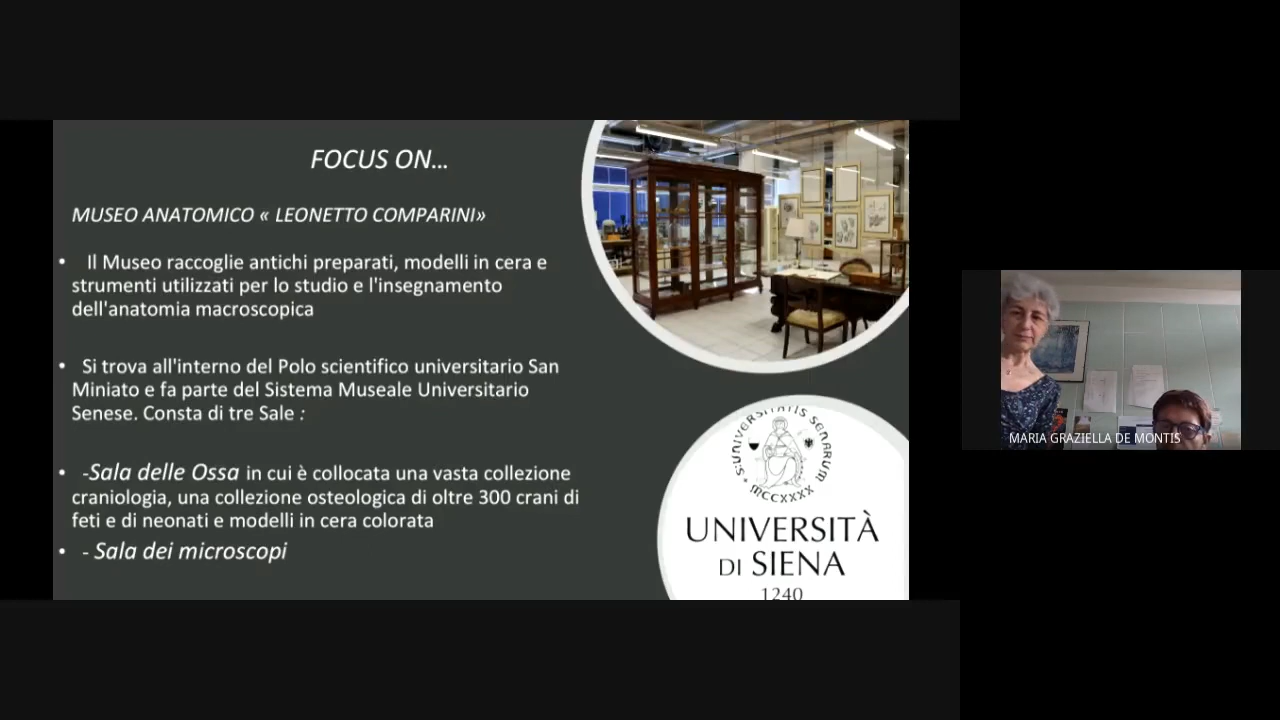 FOCUS ON...
MUSEO ANATOMICO « LEONETTO COMPARINI»
• Il Museo raccoglie antichi preparati, modelli in cera e
strumenti utilizzati per lo studio e l'insegnamento
dell'anatomia macroscopica
• Si trova all'interno del Polo scientifico universitario San
Miniato e fa parte del Sistema Museale Universitario
Senese. Consta di tre Sale :
• -Sala delle Ossa in cui è collocata una vasta collezione
craniologia, una collezione osteologica di oltre 300 crani di
feti e di neonati e modelli in cera colorata
• - Sala dei microscopi
S:UNIVERSITATIS SENARUM
MCCXXXX
UNIVERSITÀ
DI SIENA
1240
MARIA GRAZIELLA DE MONTIS